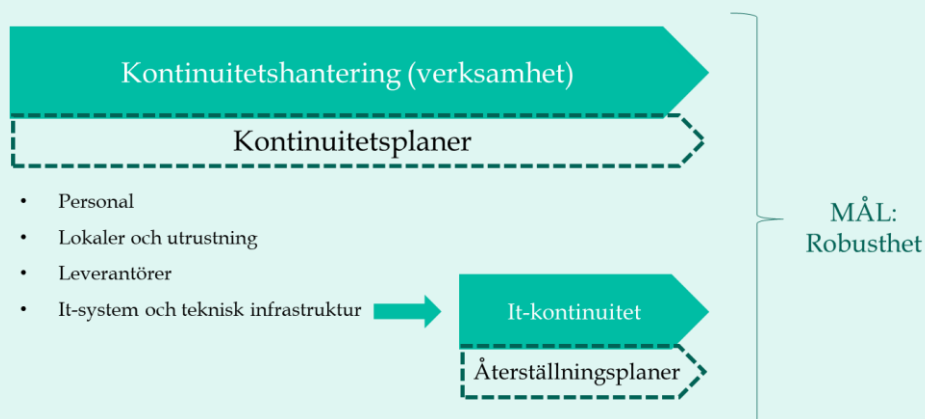 Kontinuitetshantering (verksamhet)
Kontinuitetsplaner
• Personal
• Lokaler och utrustning
• Leverantörer
• It-system och teknisk infrastruktur
It-kontinuitet
Återställningsplaner
MÅL:
Robusthet